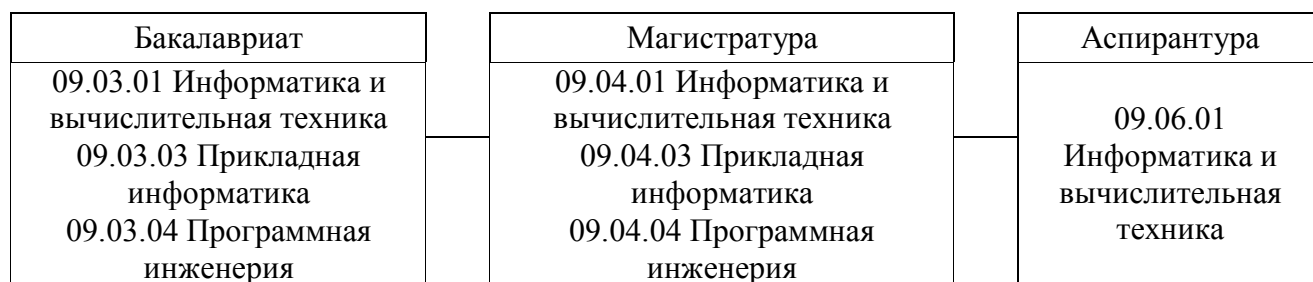 Бакалавриат
09.03.01 Информатика и
вычислительная техника
09.03.03 Прикладная
информатика
09.03.04 Программная
инженерия
Магистратура
09.04.01 Информатика и
вычислительная техника
09.04.03 Прикладная
информатика
09.04.04 Программная
инженерия
Аспирантура
09.06.01
Информатика и
вычислительная
техника